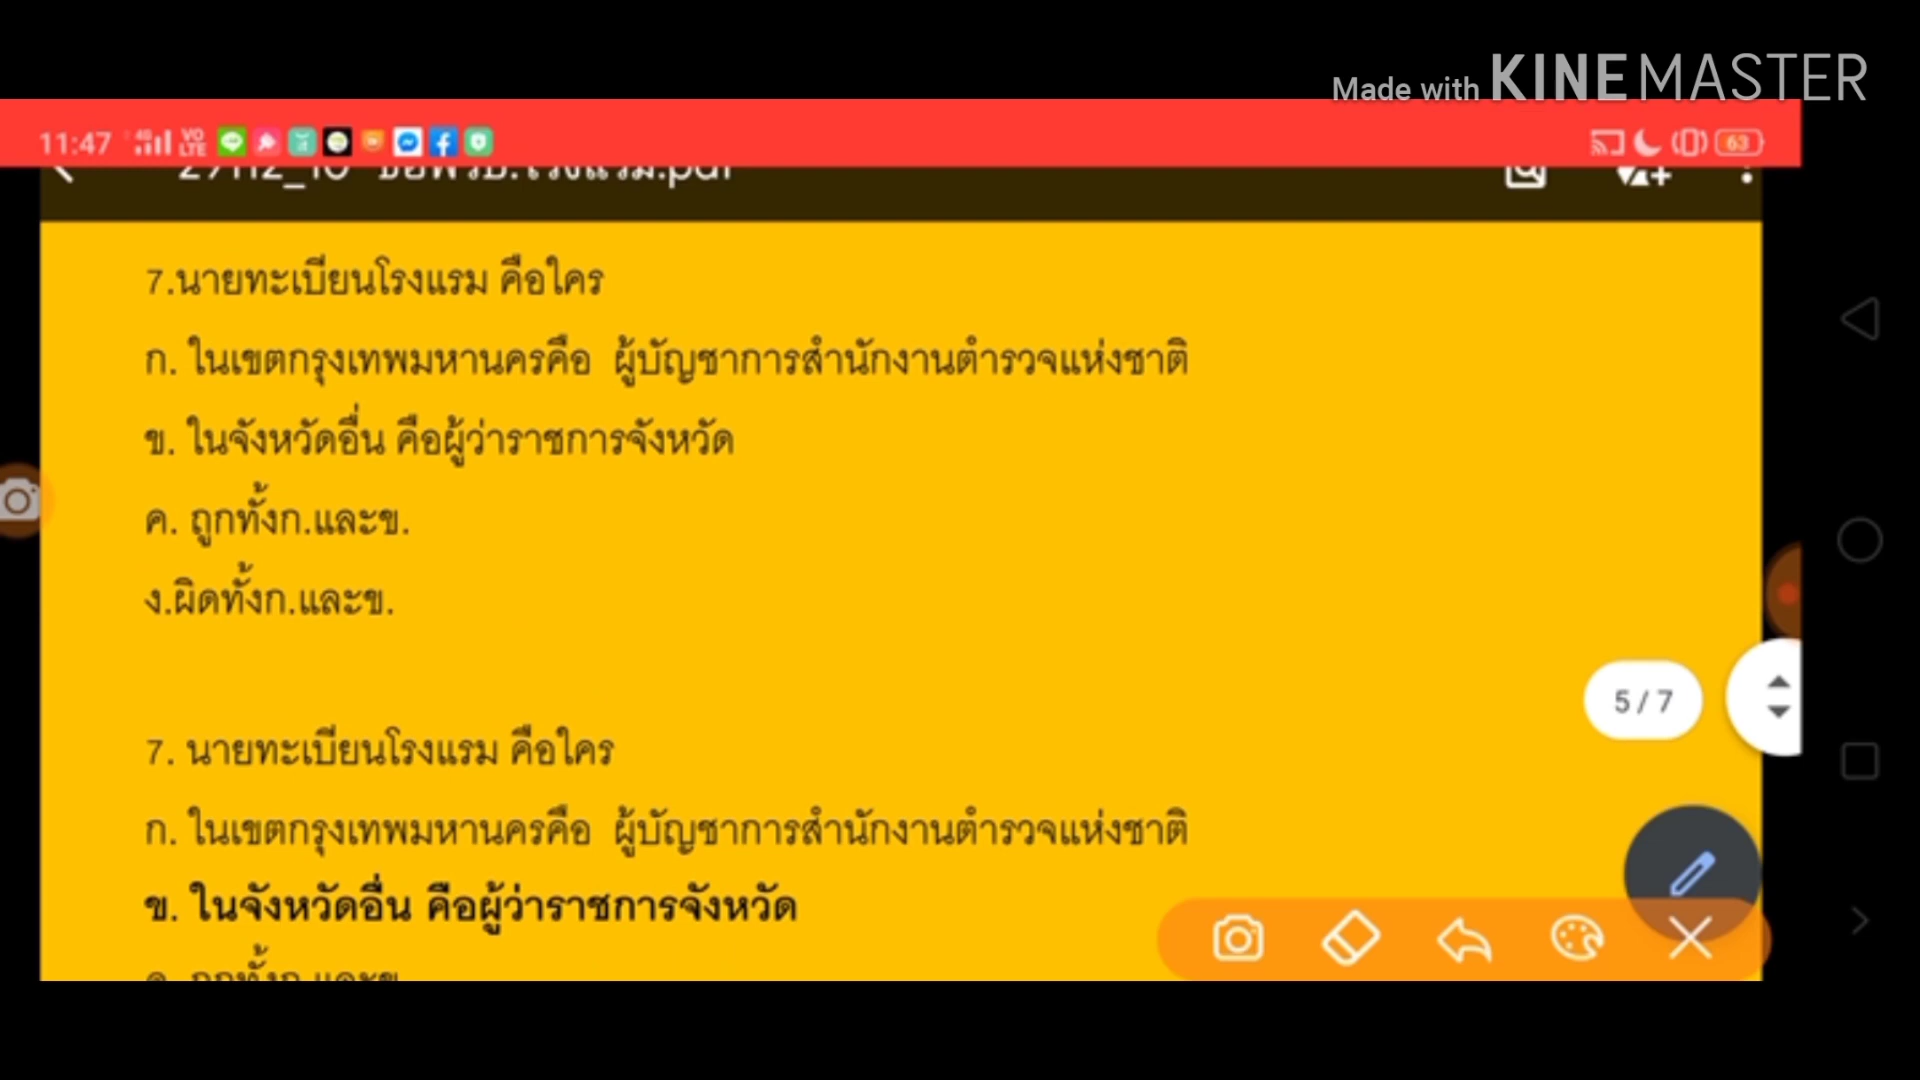 Made with KINEMASTER
11:47 4G VO LTE 63
7.นายทะเบียนโรงแรม คือใคร
ก. ในเขตกรุงเทพมหานครคือ ผู้บัญชาการสำนักงานตำรวจแห่งชาติ
ข. ในจังหวัดอื่น คือผู้ว่าราชการจังหวัด
ค. ถูกทั้งก.และข.
ง.ผิดทั้งก.และข.
5 / 7
7. นายทะเบียนโรงแรม คือใคร
ก. ในเขตกรุงเทพมหานครคือ ผู้บัญชาการสำนักงานตำรวจแห่งชาติ
ข. ในจังหวัดอื่น คือผู้ว่าราชการจังหวัด